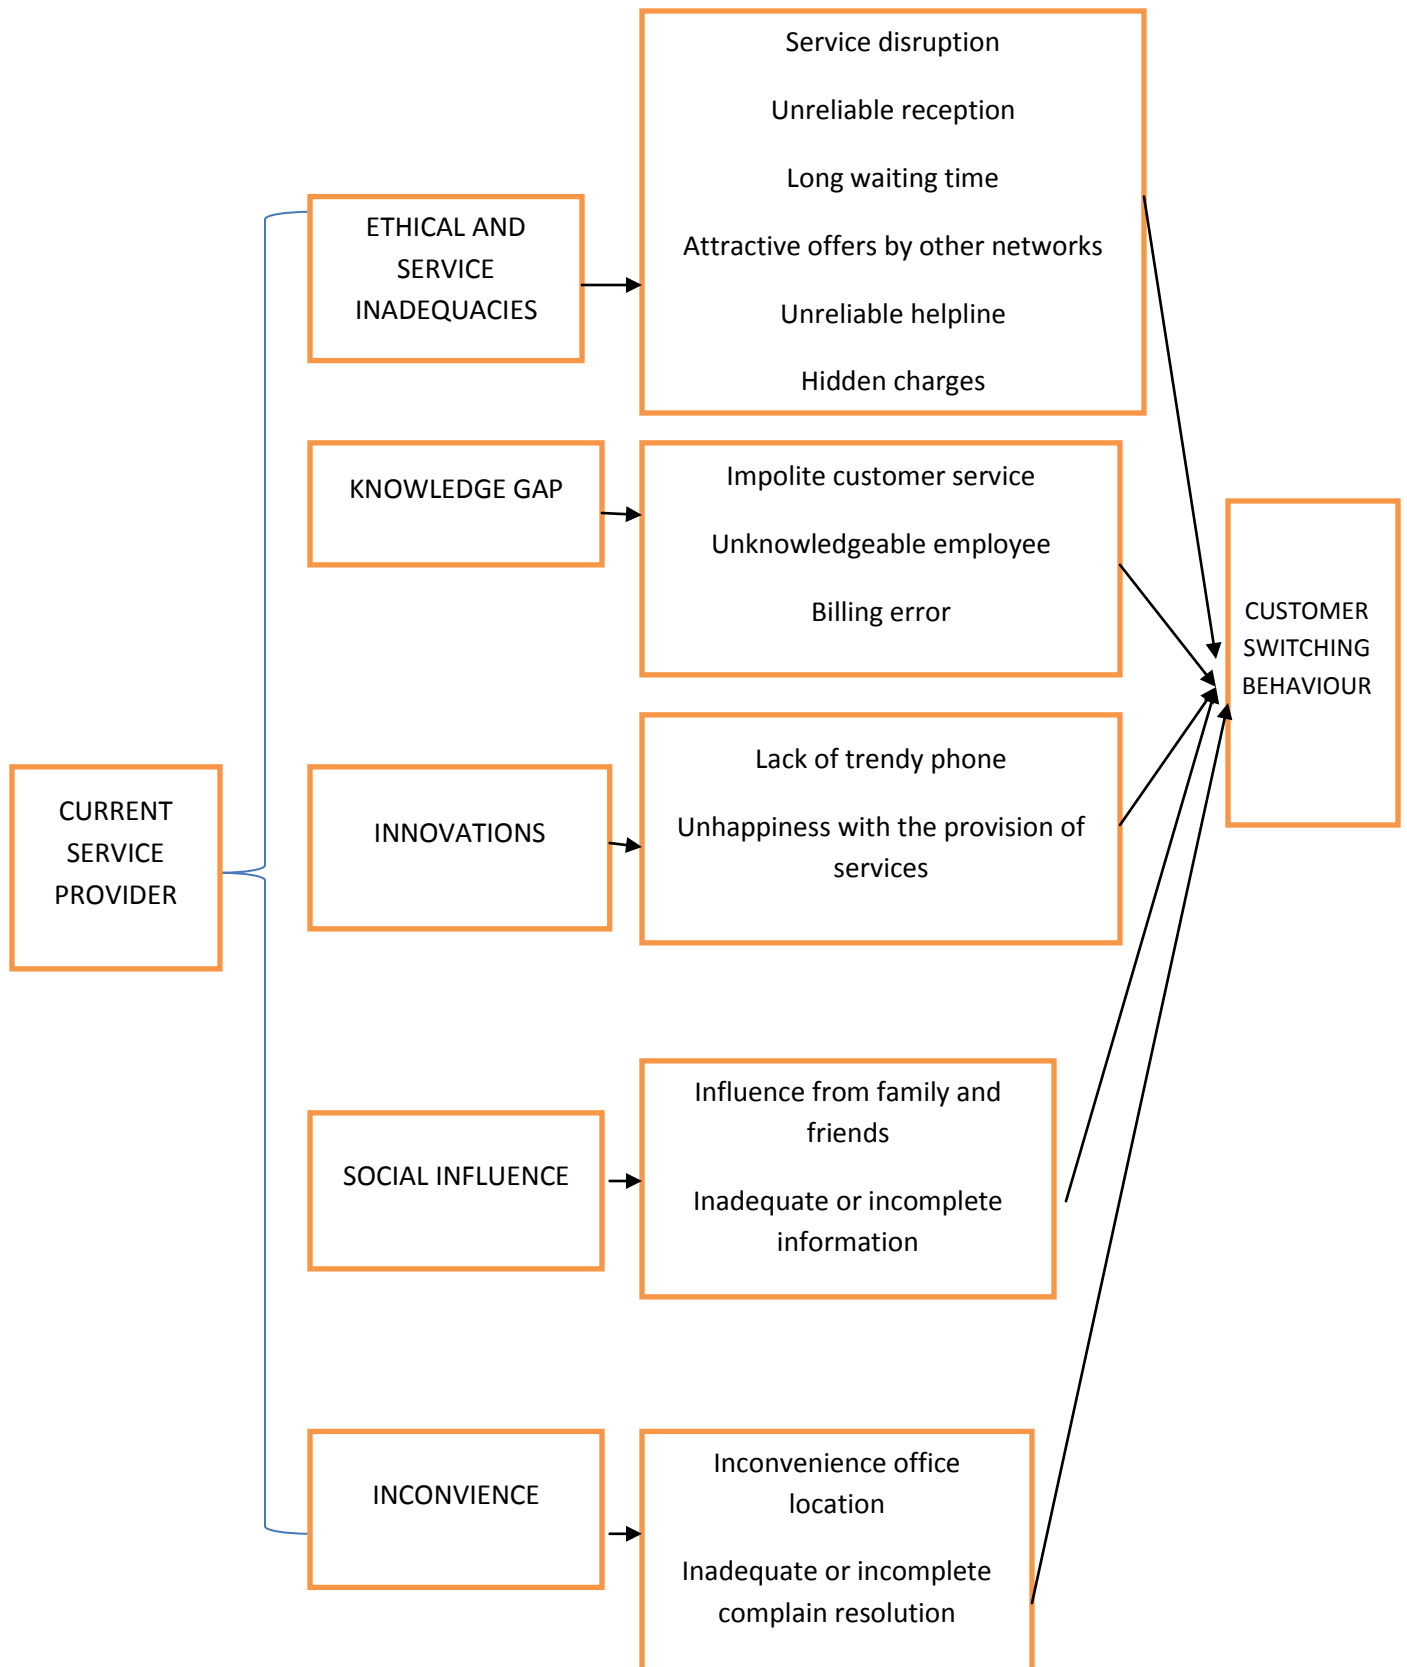 CURRENT
SERVICE
PROVIDER
ETHICAL AND
SERVICE
INADEQUACIES
Service disruption
Unreliable reception
Long waiting time
Attractive offers by other networks
Unreliable helpline
Hidden charges
KNOWLEDGE GAP
Impolite customer service
Unknowledgeable employee
Billing error
INNOVATIONS
Lack of trendy phone
Unhappiness with the provision of
services
SOCIAL INFLUENCE
Influence from family and
friends
Inadequate or incomplete
information
INCONVIENCE
Inconvenience office
location
Inadequate or incomplete
complain resolution
CUSTOMER
SWITCHING
BEHAVIOUR